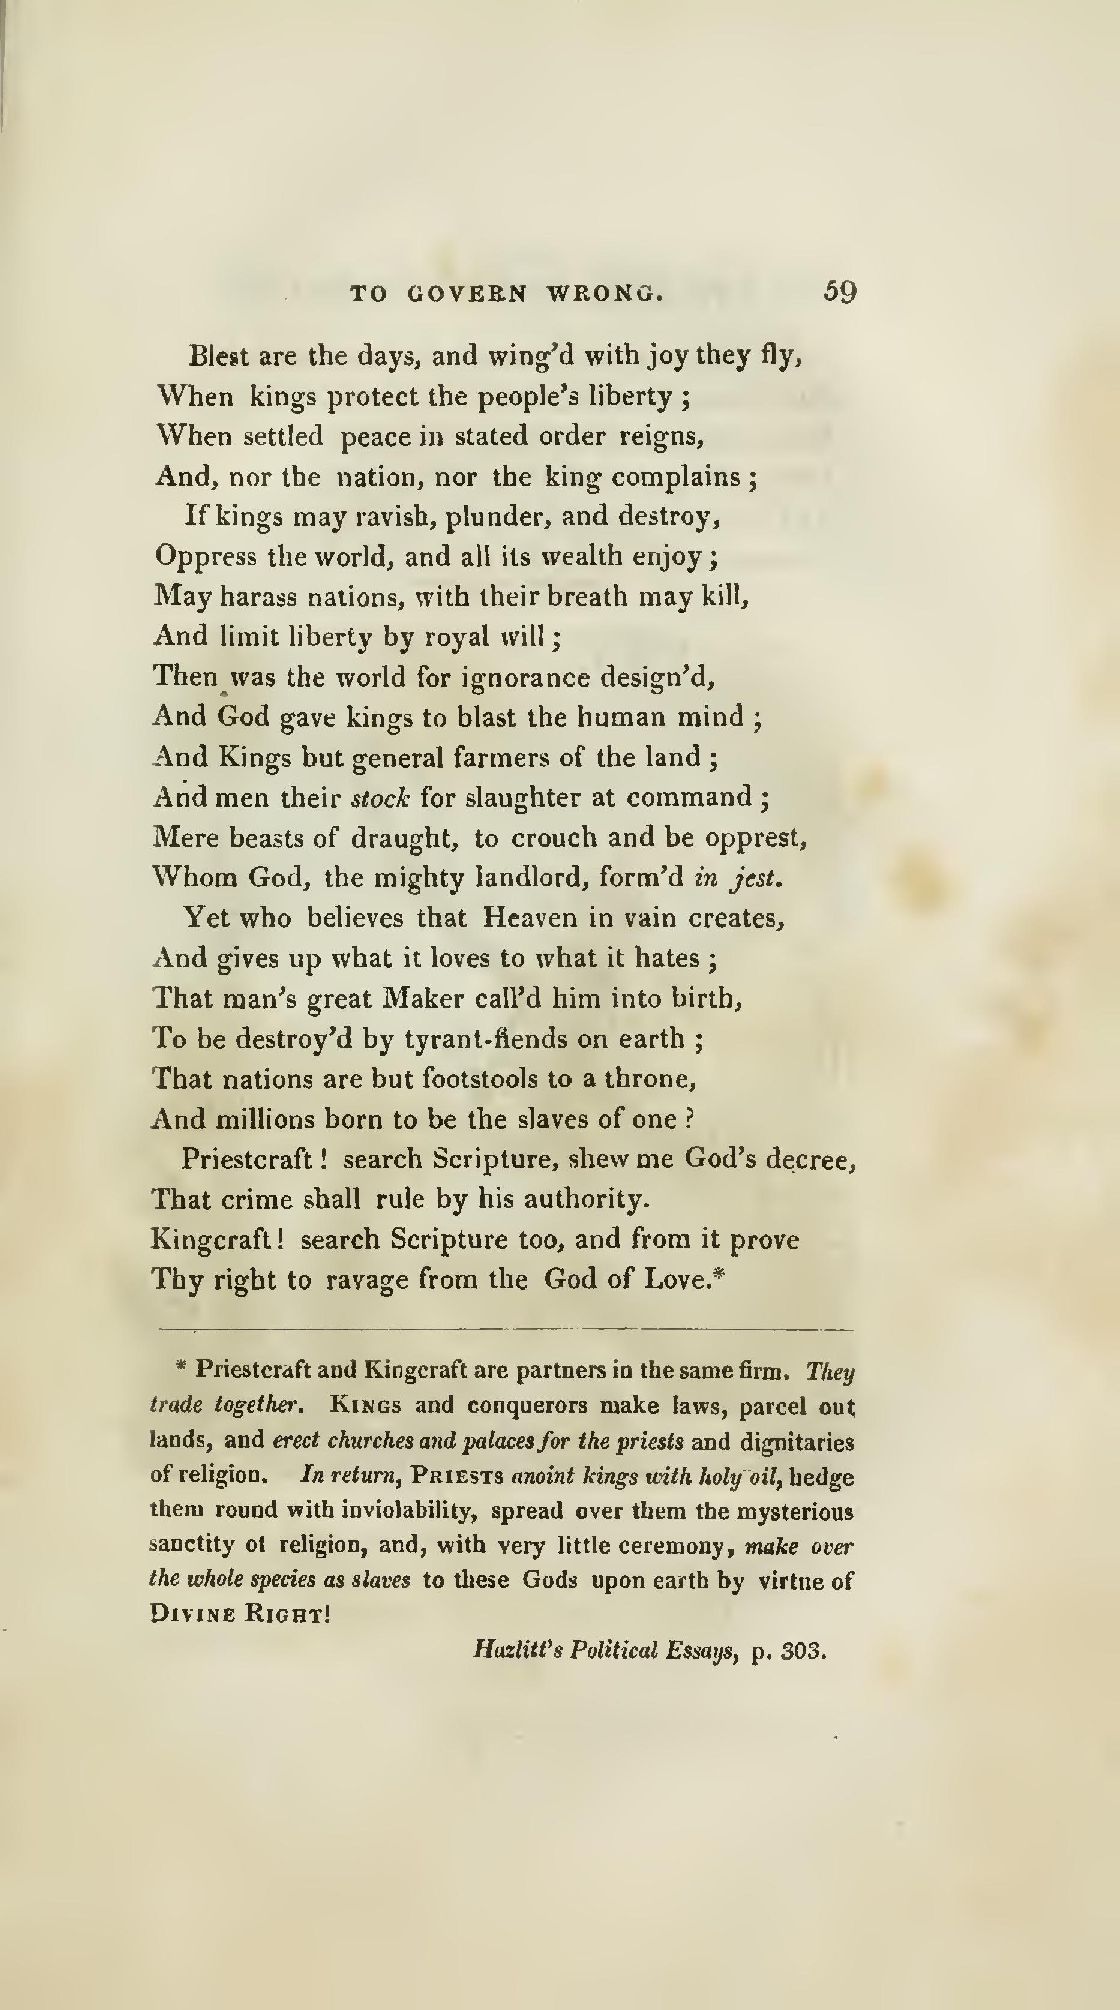 TO GOVERN WRONG. 59
Blest are the days, and wing'd with joy they fly,
When kings protect the people's liberty ;
When settled peace in stated order reigns,
And, nor the nation, nor the king complains ;
If kings may ravish, plunder, and destroy,
Oppress the world, and all its wealth enjoy ;
May harass nations, with their breath may kill,
And limit liberty by royal will ;
Then was the world for ignorance design'd,
And God gave kings to blast the human mind ;
And Kings but general farmers of the land ;
And men their stock for slaughter at command ;
Mere beasts of draught, to crouch and be opprest,
Whom God, the mighty landlord, form'd in jest.
Yet who believes that Heaven in vain creates,
And gives up what it loves to what it hates ;
That man's great Maker call'd him into birth,
To be destroy'd by tyrant-fiends on earth ;
That nations are but footstools to a throne,
And millions born to be the slaves of one ?
Priestcraft ! search Scripture, shew me God's decree,
That crime shall rule by his authority.
Kingcraft ! search Scripture too, and from it prove
Thy right to ravage from the God of Love.*
* Priestcraft and Kingcraft are partners in the same firm. They
trade together. KINGS and conquerors make laws, parcel out
lands, and erect churches and palaces for the priests and dignitaries
of religion. In return, PRIESTS anoint kings with holy oil, hedge
them round with inviolability, spread over them the mysterious
sanctity of religion, and, with very little ceremony, make over
the whole species as slaves to these Gods upon earth by virtue of
DIVINE RIGHT!
Hazlitt's Political Essays, p. 303.